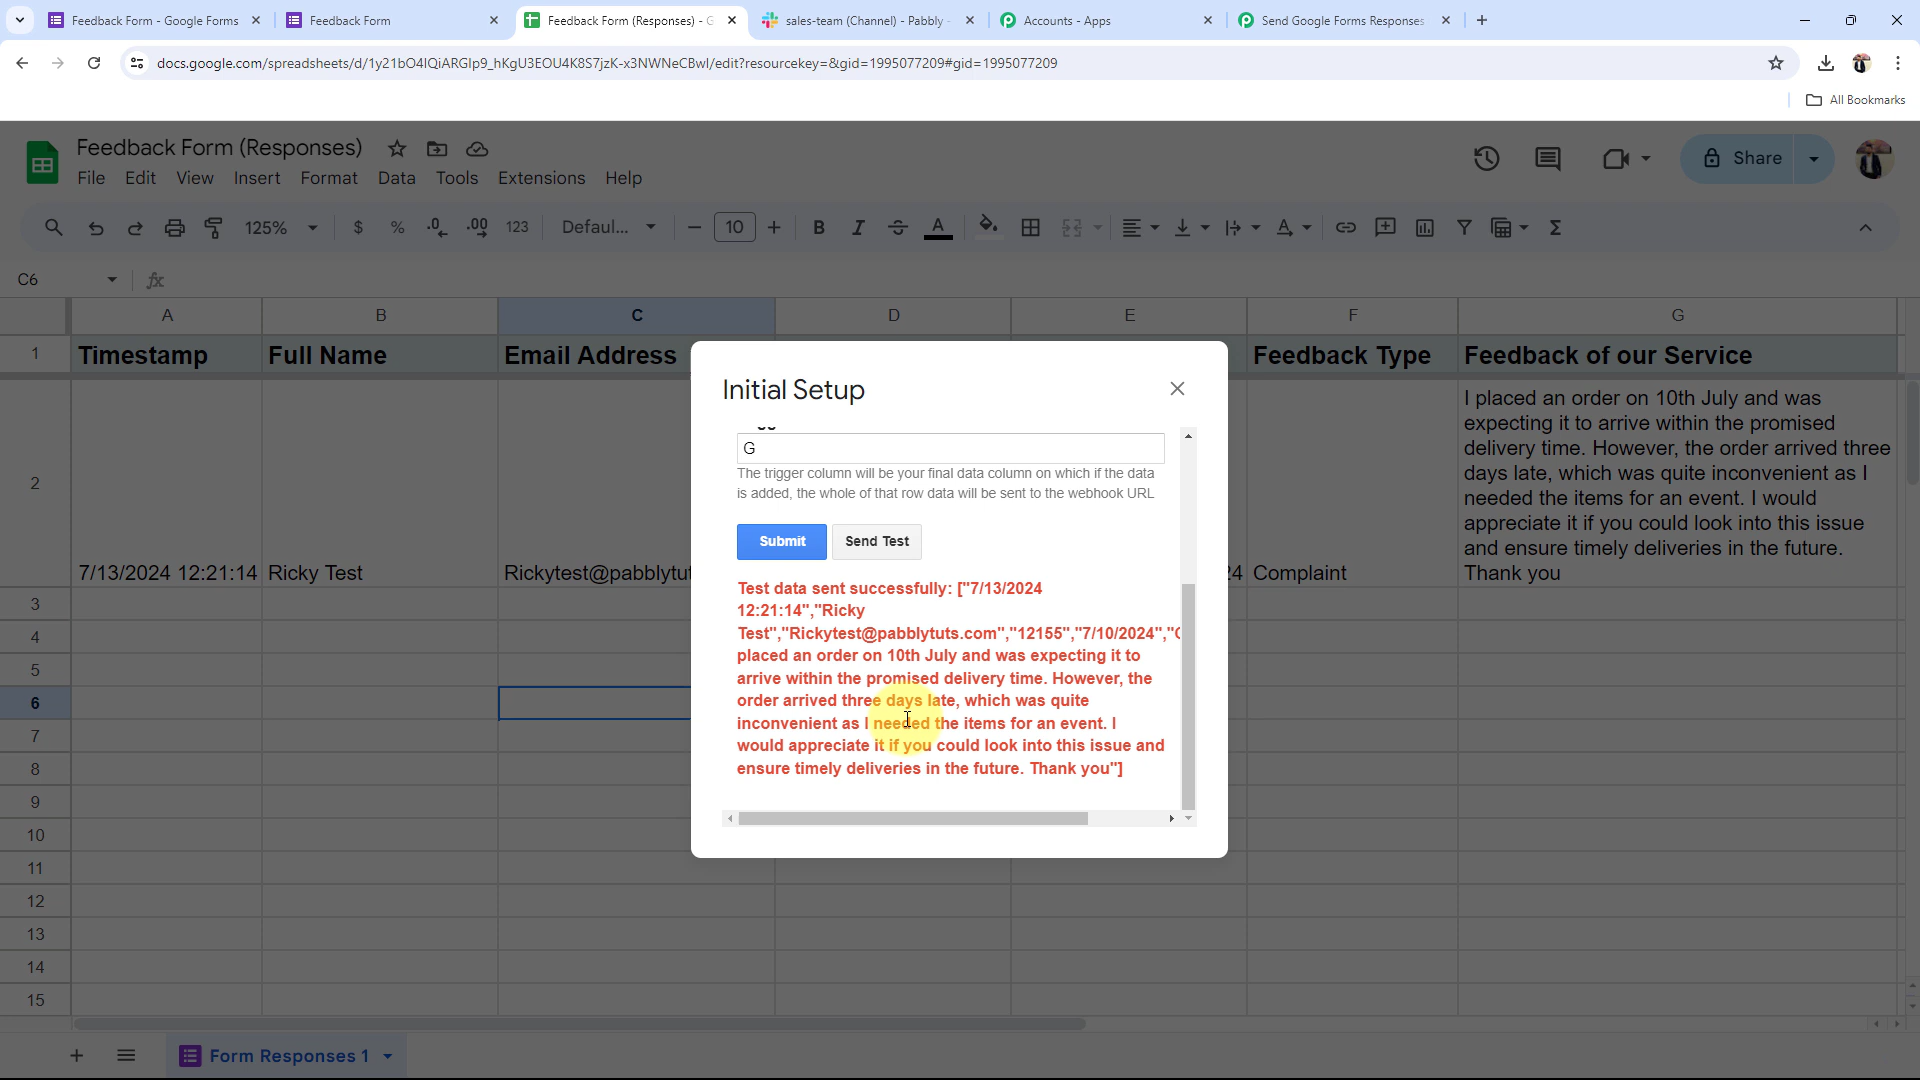 Feedback Form - Google Forms
Feedback Form
Feedback Form (Responses) - G
sales-team (Channel) - Pabbly -
Accounts - Apps
Send Google Forms Responses
docs.google.com/spreadsheets/d/1y21bO4IQiARGIp9_hKgU3EOU4K8S7jzK-x3NWNeCBwI/edit?resourcekey=&gid=1995077209#gid=1995077209
All Bookmarks
Feedback Form (Responses)
File Edit View Insert Format Data Tools Extensions Help
Share
125% $ % .0 .00 123 Defaul... 10 B I A
C6
A B C D E F G
1 Timestamp Full Name Email Address Feedback Type Feedback of our Service
I placed an order on 10th July and was
expecting it to arrive within the promised
delivery time. However, the order arrived three
days late, which was quite inconvenient as I
needed the items for an event. I would
appreciate it if you could look into this issue
and ensure timely deliveries in the future.
Thank you
2
7/13/2024 12:21:14 Ricky Test Rickytest@pabblytut 24 Complaint
3
4
5
6
7
8
9
10
11
12
13
14
15
Initial Setup
G
The trigger column will be your final data column on which if the data
is added, the whole of that row data will be sent to the webhook URL
Submit Send Test
Test data sent successfully: ["7/13/2024
12:21:14","Ricky
Test","Rickytest@pabblytuts.com","12155","7/10/2024","C
placed an order on 10th July and was expecting it to
arrive within the promised delivery time. However, the
order arrived three days late, which was quite
inconvenient as I needed the items for an event. I
would appreciate it if you could look into this issue and
ensure timely deliveries in the future. Thank you"]
Form Responses 1